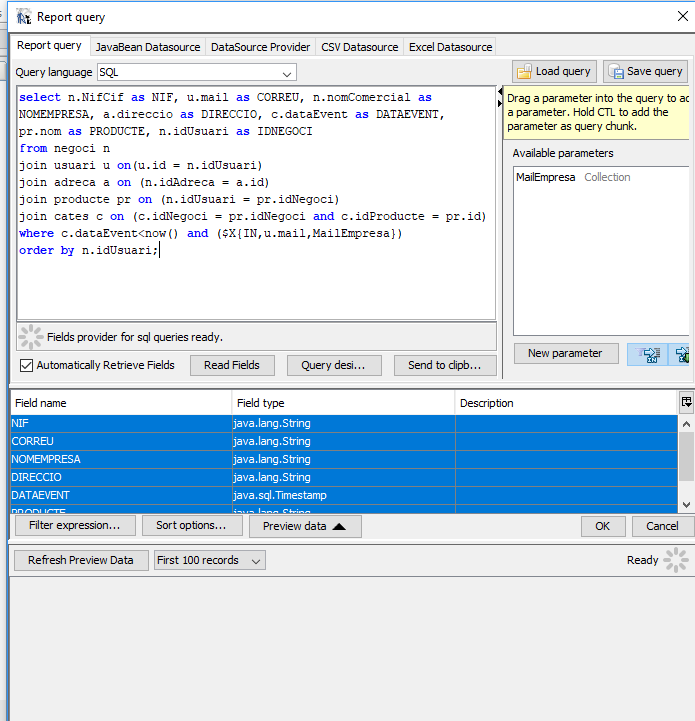 Report query
Report query JavaBean Datasource DataSource Provider CSV Datasource Excel Datasource
Query language SQL
Load query Save query
select n.NifCif as NIF, u.mail as CORREU, n.nomComercial as
NOMEMPRESA, a.direccio as DIRECCIO, c.dataEvent as DATAEVENT,
pr.nom as PRODUCTE, n.idUsuari as IDNEGOCI
from negoci n
join usuari u on(u.id = n.idUsuari)
join adreca a on (n.idAdreca = a.id)
join producte pr on (n.idUsuari = pr.idNegoci)
join cates c on (c.idNegoci = pr.idNegoci and c.idProducte = pr.id)
where c.dataEvent<now() and ($X{IN,u.mail,MailEmpresa})
order by n.idUsuari;
Drag a parameter into the query to
a parameter. Hold CTL to add the
parameter as query chunk.
Available parameters
MailEmpresa Collection
New parameter
Fields provider for sql queries ready.
Automatically Retrieve Fields Read Fields Query desi... Send to clipb...
Field name Field type Description
NIF java.lang.String
CORREU java.lang.String
NOMEMPRESA java.lang.String
DIRECCIO java.lang.String
DATAEVENT java.sql.Timestamp
PRODUCTE java.lang.String
Filter expression... Sort options... Preview data OK Cancel
Refresh Preview Data First 100 records Ready